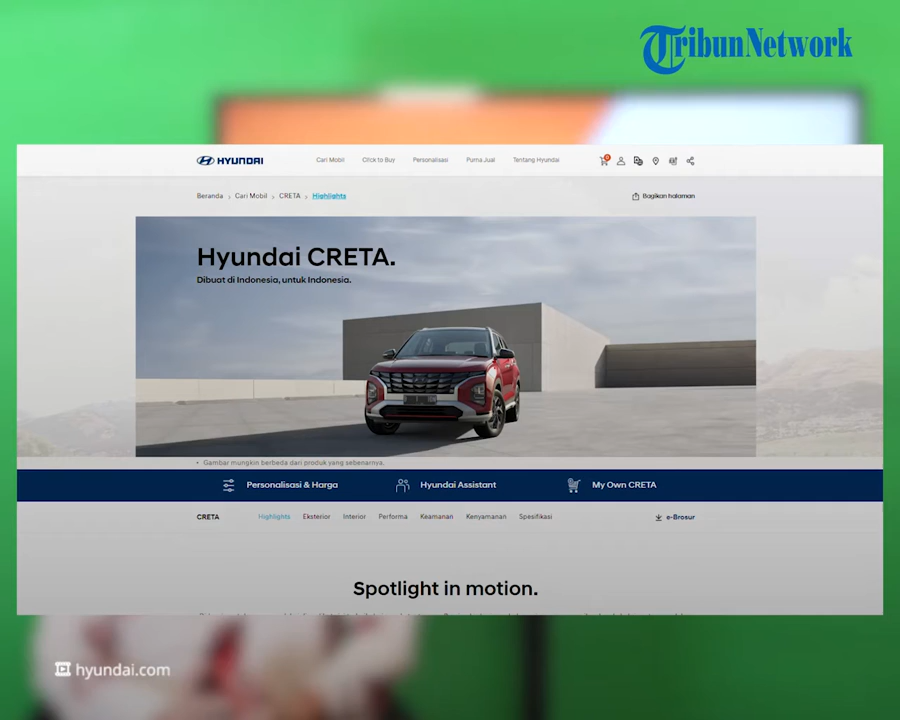 Tribun Network
HYUNDAI
Cari Mobil Click to Buy Personalisasi Purna Jual Tentang Hyundai
0
Beranda > Cari Mobil > CRETA > Highlights
Bagikan halaman
Hyundai CRETA.
Dibuat di Indonesia, untuk Indonesia.
• Gambar mungkin berbeda dari produk yang sebenarnya.
Personalisasi & Harga Hyundai Assistant My Own CRETA
CRETA Highlights Eksterior Interior Performa Keamanan Kenyamanan Spesifikasi e-Brosur
Spotlight in motion.
hyundai.com